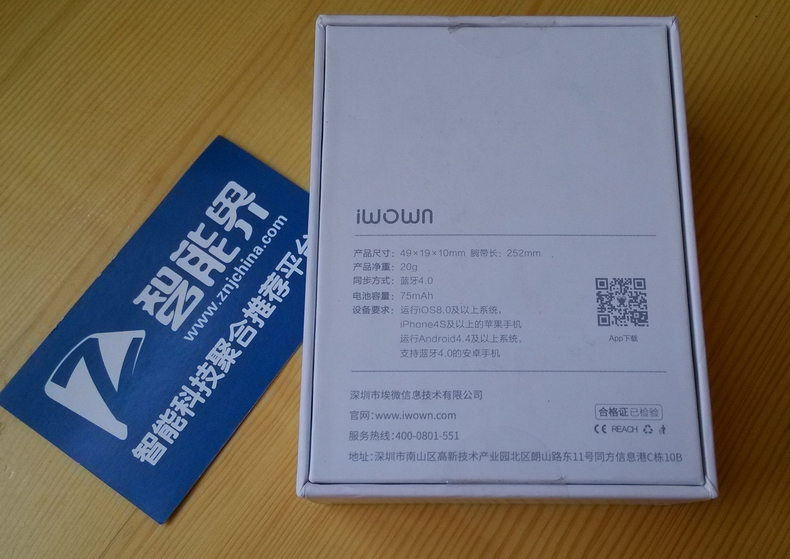 智能界
www.znjchina.com
智能科技聚合推荐平台
iwown
产品尺寸：49×19×10mm 腕带长：252mm
产品净重：20g
同步方式：蓝牙4.0
电池容量：75mAh
设备要求：运行iOS8.0及以上系统，
iPhone4S及以上的苹果手机
运行Android4.4及以上系统，
支持蓝牙4.0的安卓手机
App下载
深圳市埃微信息技术有限公司
官网：www.iwown.com
服务热线：400-0801-551
地址：深圳市南山区高新技术产业园北区朗山路东11号同方信息港C栋10B
合格证已检验
CE REACH